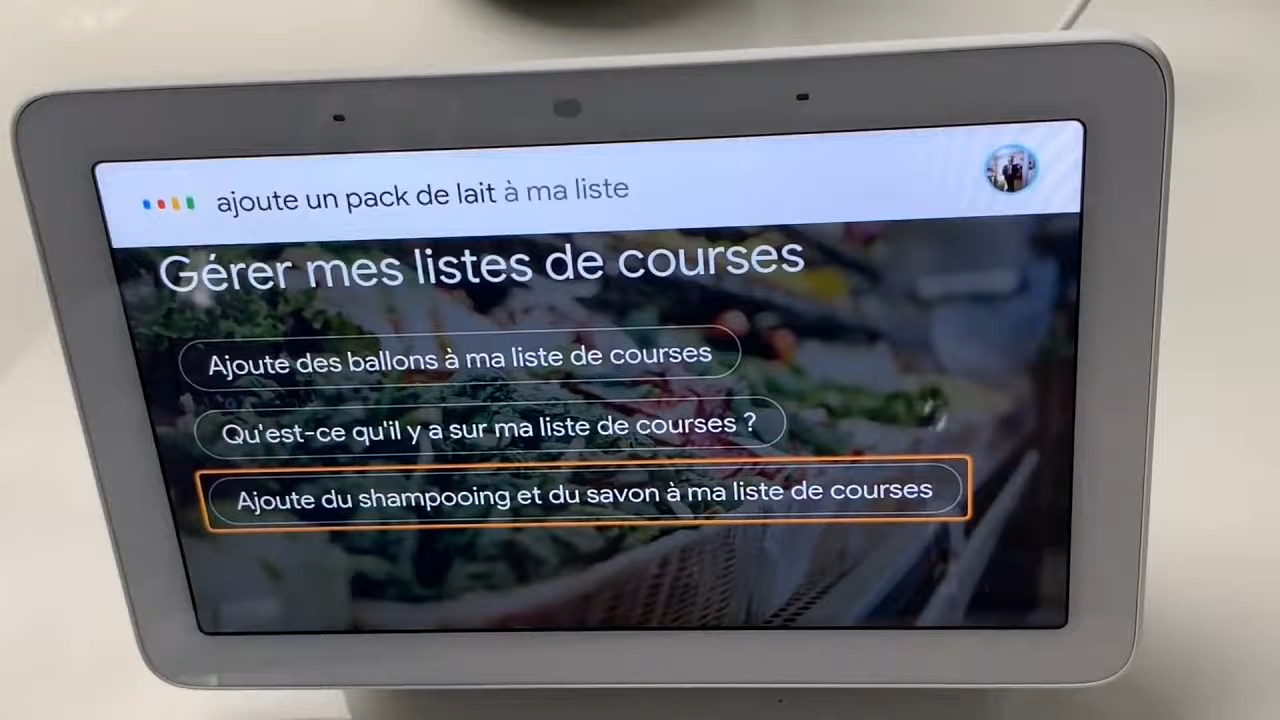 ajoute un pack de lait à ma liste
Gérer mes listes de courses
Ajoute des ballons à ma liste de courses
Qu'est-ce qu'il y a sur ma liste de courses ?
Ajoute du shampooing et du savon à ma liste de courses